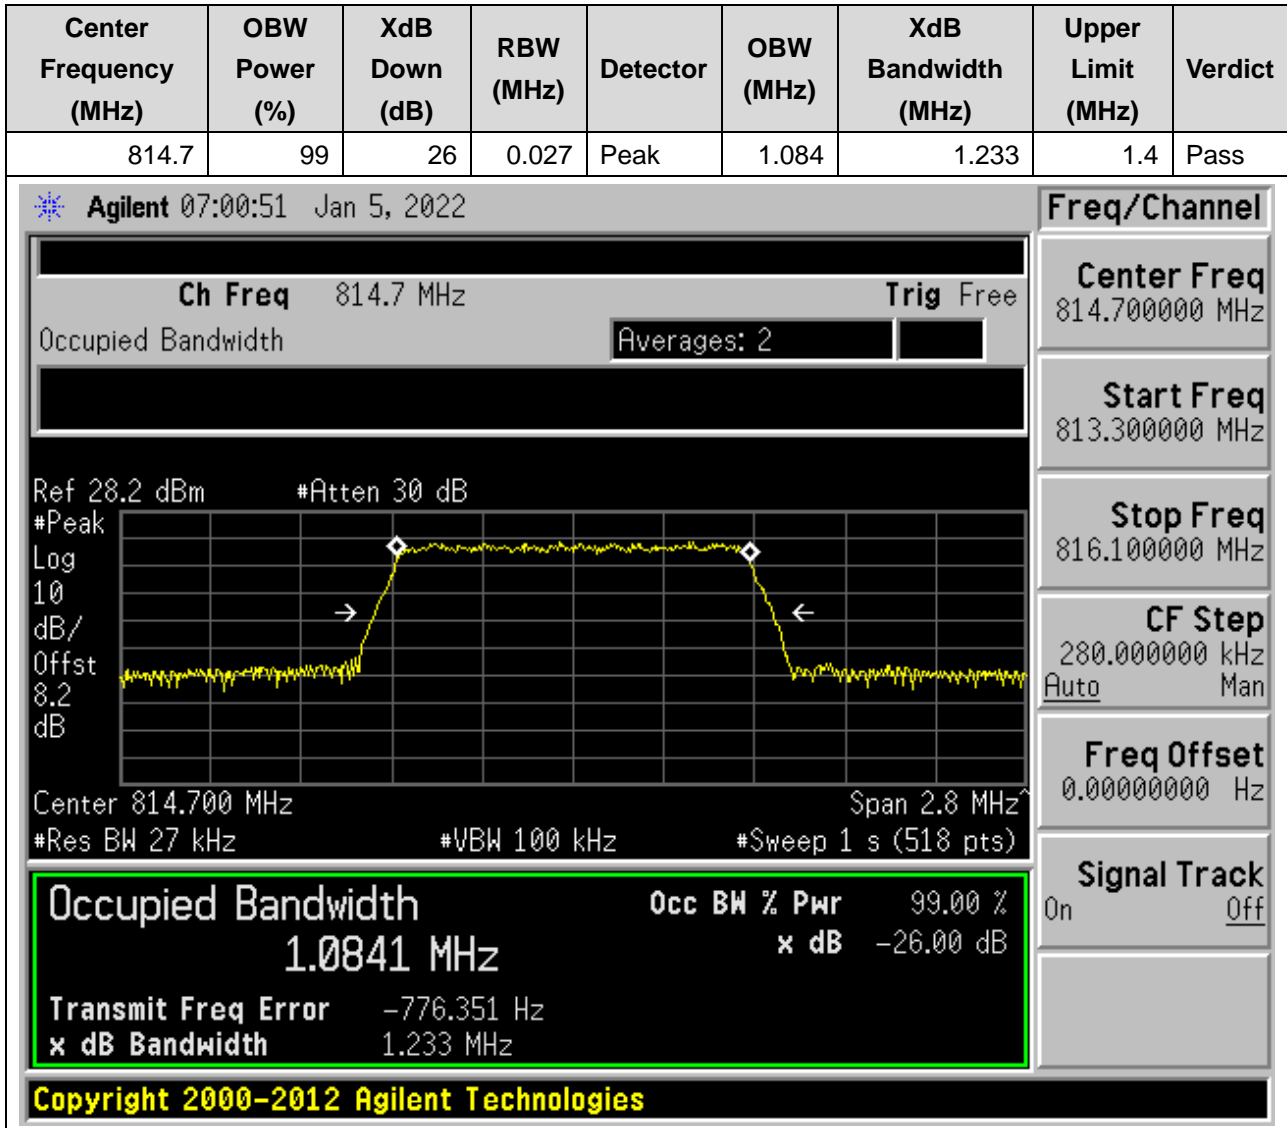 Center Frequency (MHz) OBW Power (%) XdB Down (dB) RBW (MHz) Detector OBW (MHz) XdB Bandwidth (MHz) Upper Limit (MHz) Verdict
814.7 99 26 0.027 Peak 1.084 1.233 1.4 Pass
Agilent 07:00:51 Jan 5, 2022
Freq/Channel
Ch Freq 814.7 MHz Trig Free
Occupied Bandwidth Averages: 2
Ref 28.2 dBm #Atten 30 dB
#Peak
Log
10
dB/
Offst
8.2
dB
Center 814.700 MHz Span 2.8 MHz^
#Res BW 27 kHz #VBW 100 kHz #Sweep 1 s (518 pts)
Occupied Bandwidth Occ BW % Pwr 99.00 %
1.0841 MHz x dB -26.00 dB
Transmit Freq Error -776.351 Hz
x dB Bandwidth 1.233 MHz
Center Freq
814.700000 MHz
Start Freq
813.300000 MHz
Stop Freq
816.100000 MHz
CF Step
280.000000 kHz
Auto Man
Freq Offset
0.00000000 Hz
Signal Track
On Off
Copyright 2000-2012 Agilent Technologies